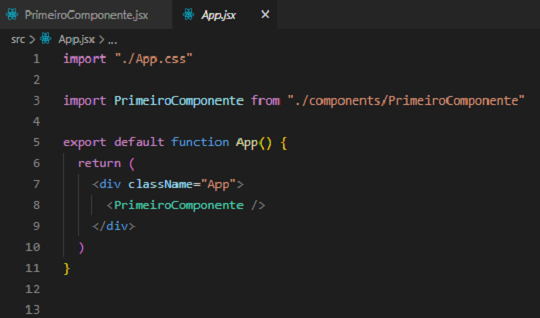 PrimeiroComponente.jsx App.jsx ×
src > App.jsx > ...
1 import "./App.css"
2
3 import PrimeiroComponente from "./components/PrimeiroComponente"
4
5 export default function App() {
6 return (
7 <div className="App">
8 <PrimeiroComponente />
9 </div>
10 )
11 }
12
13